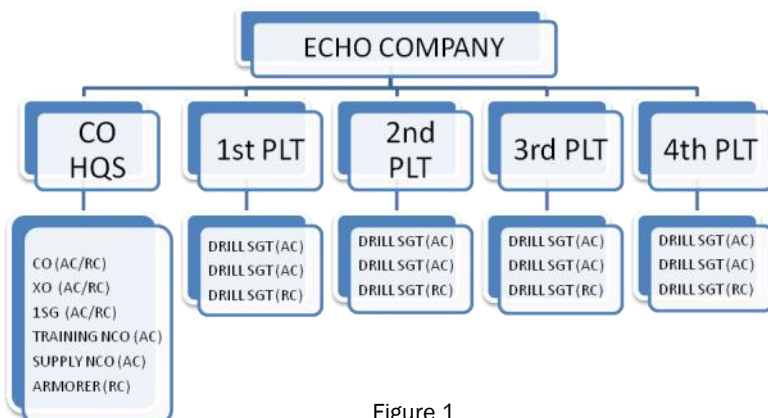 ECHO COMPANY
CO
HQS
1st PLT
2nd
PLT
3rd PLT
4th PLT
CO (AC/RC)
XO (AC/RC)
1SG (AC/RC)
TRAINING NCO (AC)
SUPPLY NCO (AC)
ARMORER (RC)
DRILL SGT (AC)
DRILL SGT (AC)
DRILL SGT (RC)
DRILL SGT (AC)
DRILL SGT (AC)
DRILL SGT (RC)
DRILL SGT (AC)
DRILL SGT (AC)
DRILL SGT (RC)
DRILL SGT (AC)
DRILL SGT (AC)
DRILL SGT (RC)
Figure 1